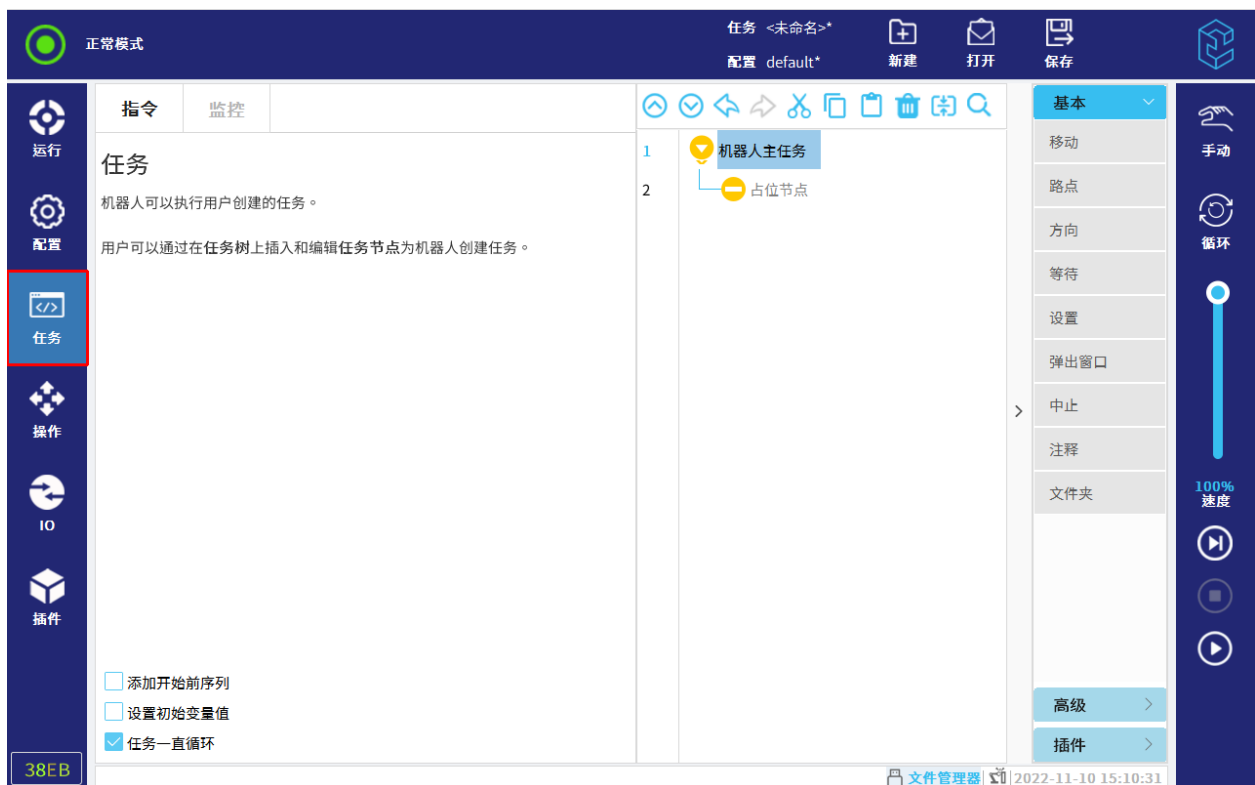 正常模式
任务 <未命名>*
配置 default*
新建
打开
保存
运行
配置
任务
操作
IO
插件
38EB
指令
监控
任务
机器人可以执行用户创建的任务。
用户可以通过在任务树上插入和编辑任务节点为机器人创建任务。
添加开始前序列
设置初始变量值
任务一直循环
1 机器人主任务
2 占位节点
基本
移动
路点
方向
等待
设置
弹出窗口
中止
注释
文件夹
高级
插件
手动
循环
100%
速度
文件管理器
2022-11-10 15:10:31